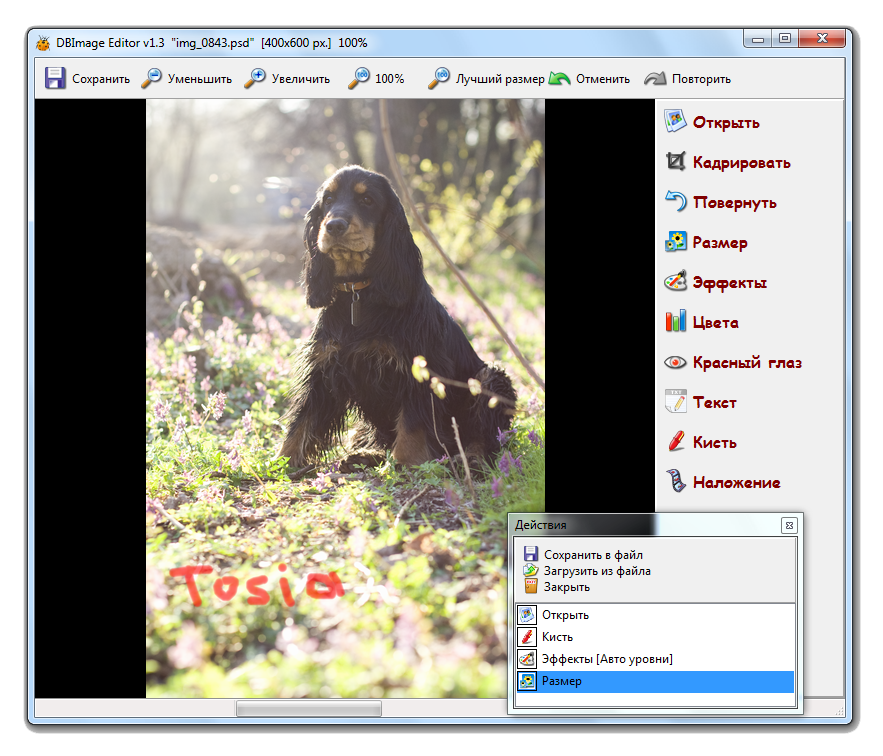 DBImage Editor v1.3 "img_0843.psd" [400x600 px.] 100%
Сохранить Уменьшить Увеличить 100% Лучший размер Отменить Повторить
Открыть
Кадрировать
Повернуть
Размер
Эффекты
Цвета
Красный глаз
Текст
Кисть
Наложение
Tosia
Действия
Сохранить в файл
Загрузить из файла
Закрыть
Открыть
Кисть
Эффекты [Авто уровни]
Размер